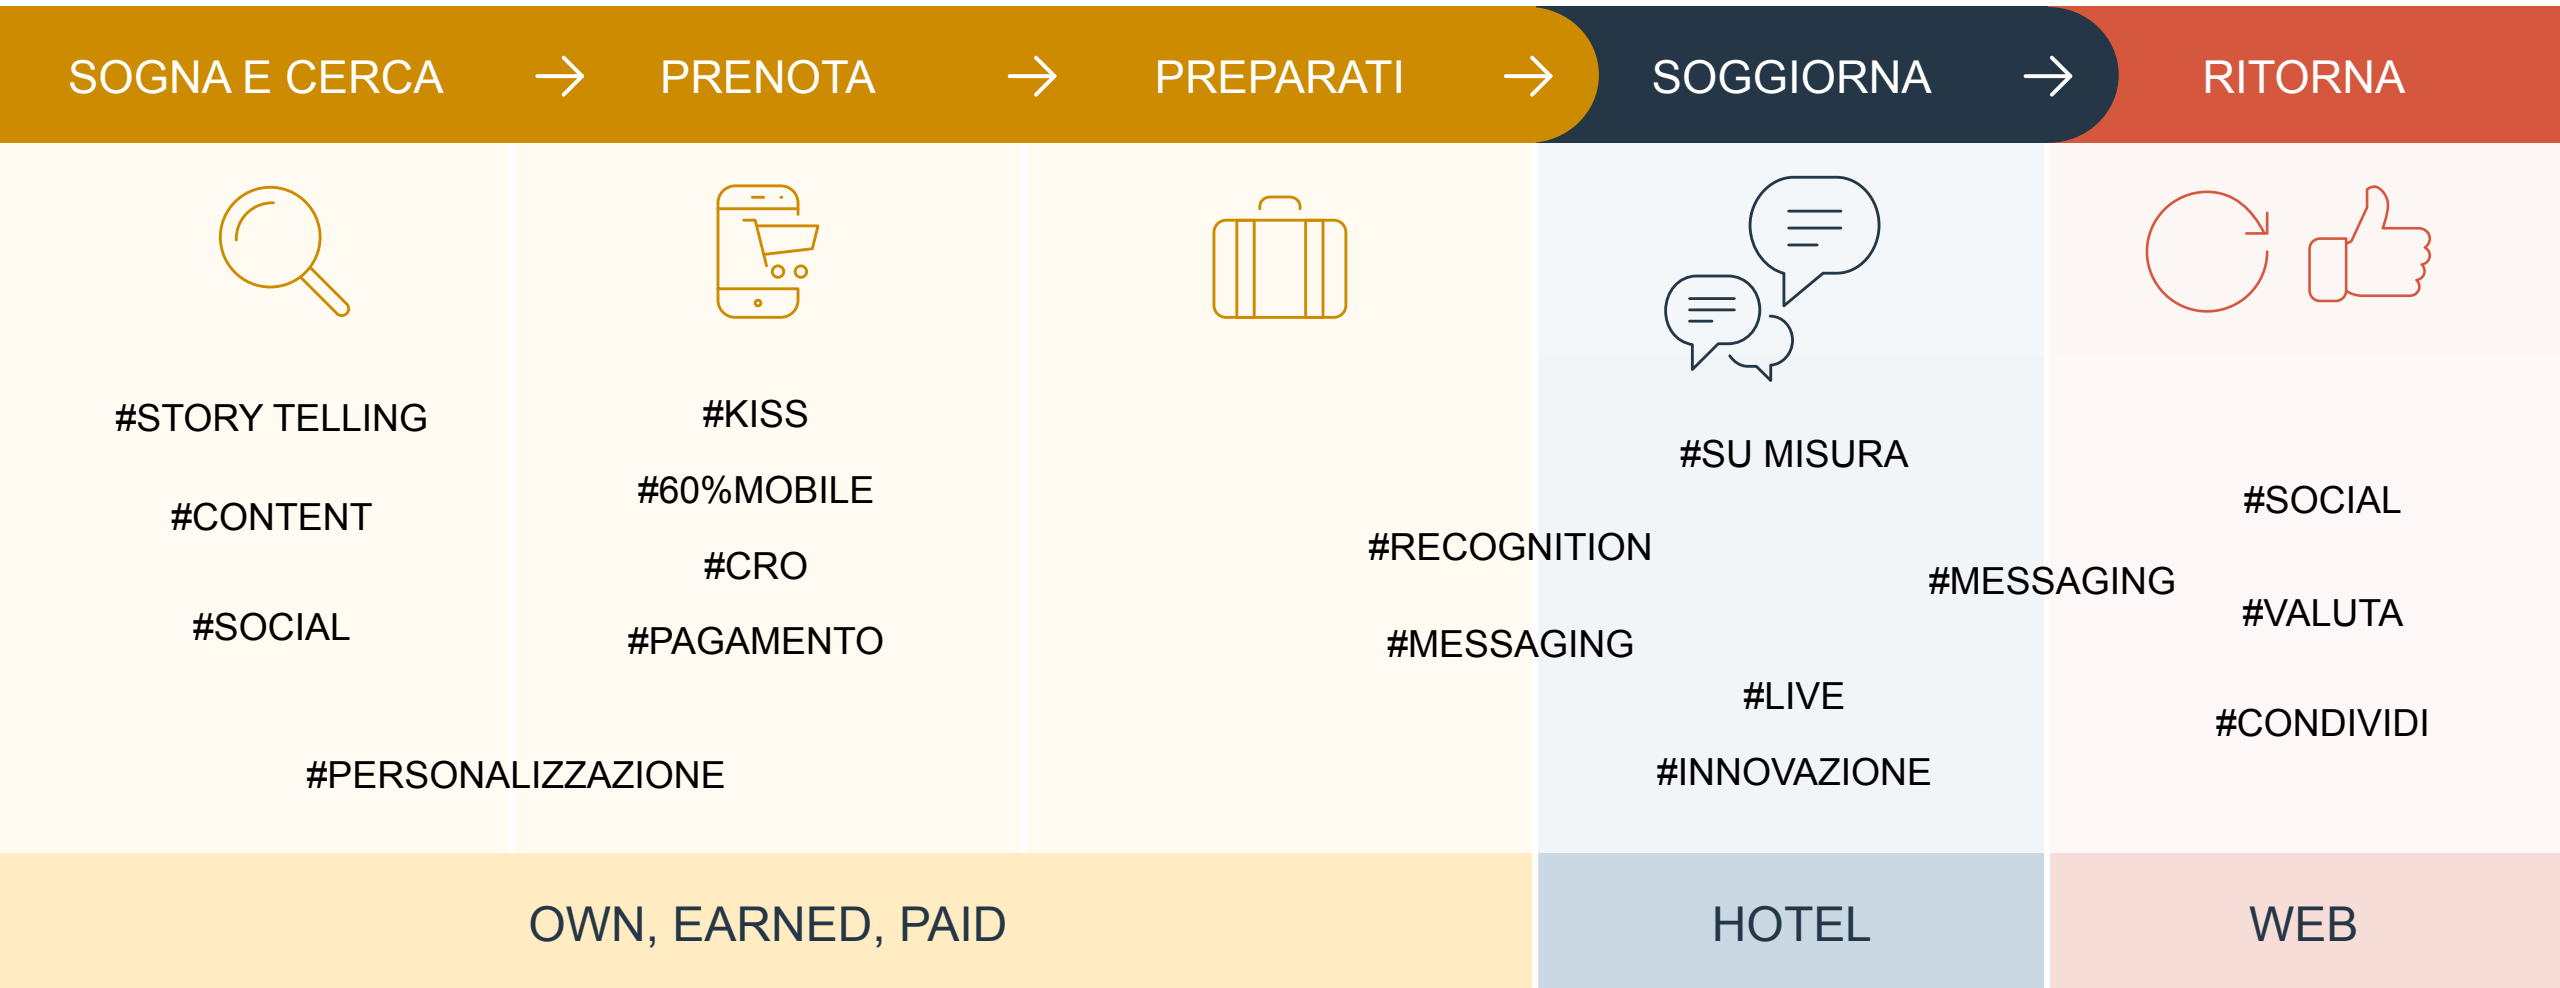 SOGNA E CERCA
PRENOTA
PREPARATI
SOGGIORNA
RITORNA
#STORY TELLING
#CONTENT
#SOCIAL
#PERSONALIZZAZIONE
#KISS
#60%MOBILE
#CRO
#PAGAMENTO
#RECOGNITION
#MESSAGING
#SU MISURA
#LIVE
#INNOVAZIONE
#MESSAGING
#SOCIAL
#VALUTA
#CONDIVIDI
OWN, EARNED, PAID
HOTEL
WEB